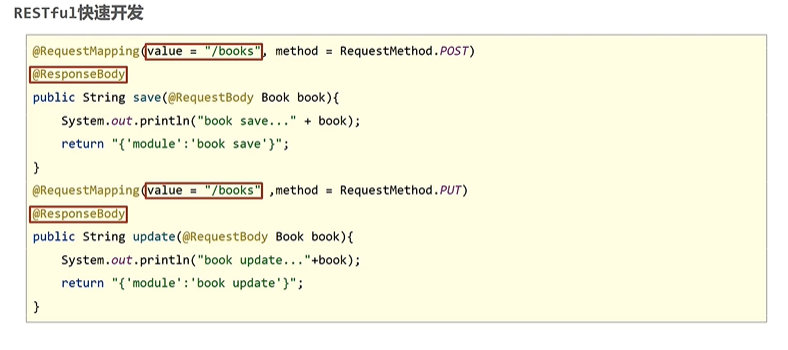 RESTful快速开发
@RequestMapping(value = "/books", method = RequestMethod.POST)
@ResponseBody
public String save(@RequestBody Book book){
    System.out.println("book save..." + book);
    return "{'module':'book save'}";
}
@RequestMapping(value = "/books" ,method = RequestMethod.PUT)
@ResponseBody
public String update(@RequestBody Book book){
    System.out.println("book update..."+book);
    return "{'module':'book update'}";
}